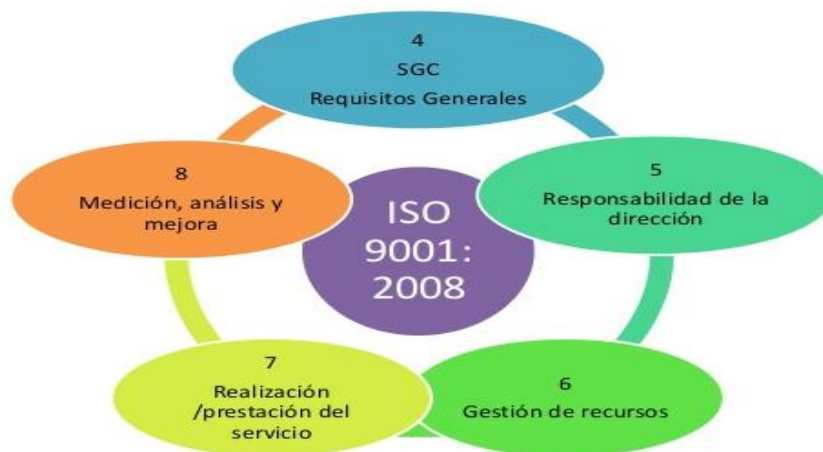 4
SGC
Requisitos Generales
5
Responsabilidad de la
dirección
6
Gestión de recursos
7
Realización
/prestación del
servicio
8
Medición, análisis y
mejora
ISO
9001:
2008